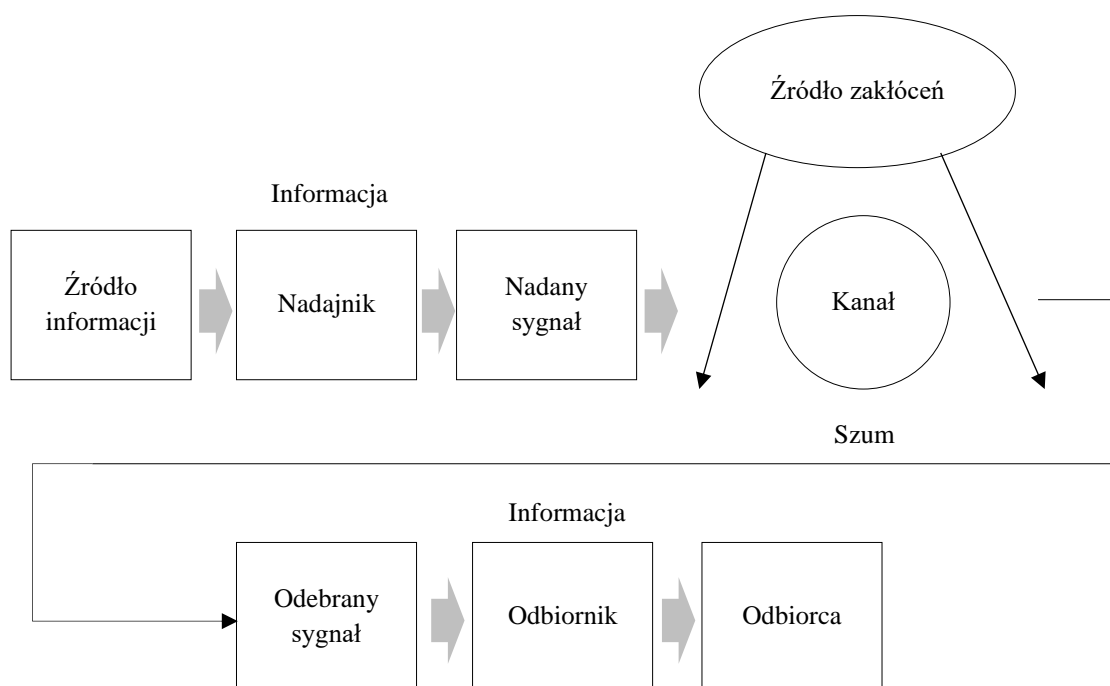 Źródło zakłóceń
Informacja
Źródło
informacji
Nadajnik
Nadany
sygnał
Kanał
Szum
Informacja
Odebrany
sygnał
Odbiornik
Odbiorca